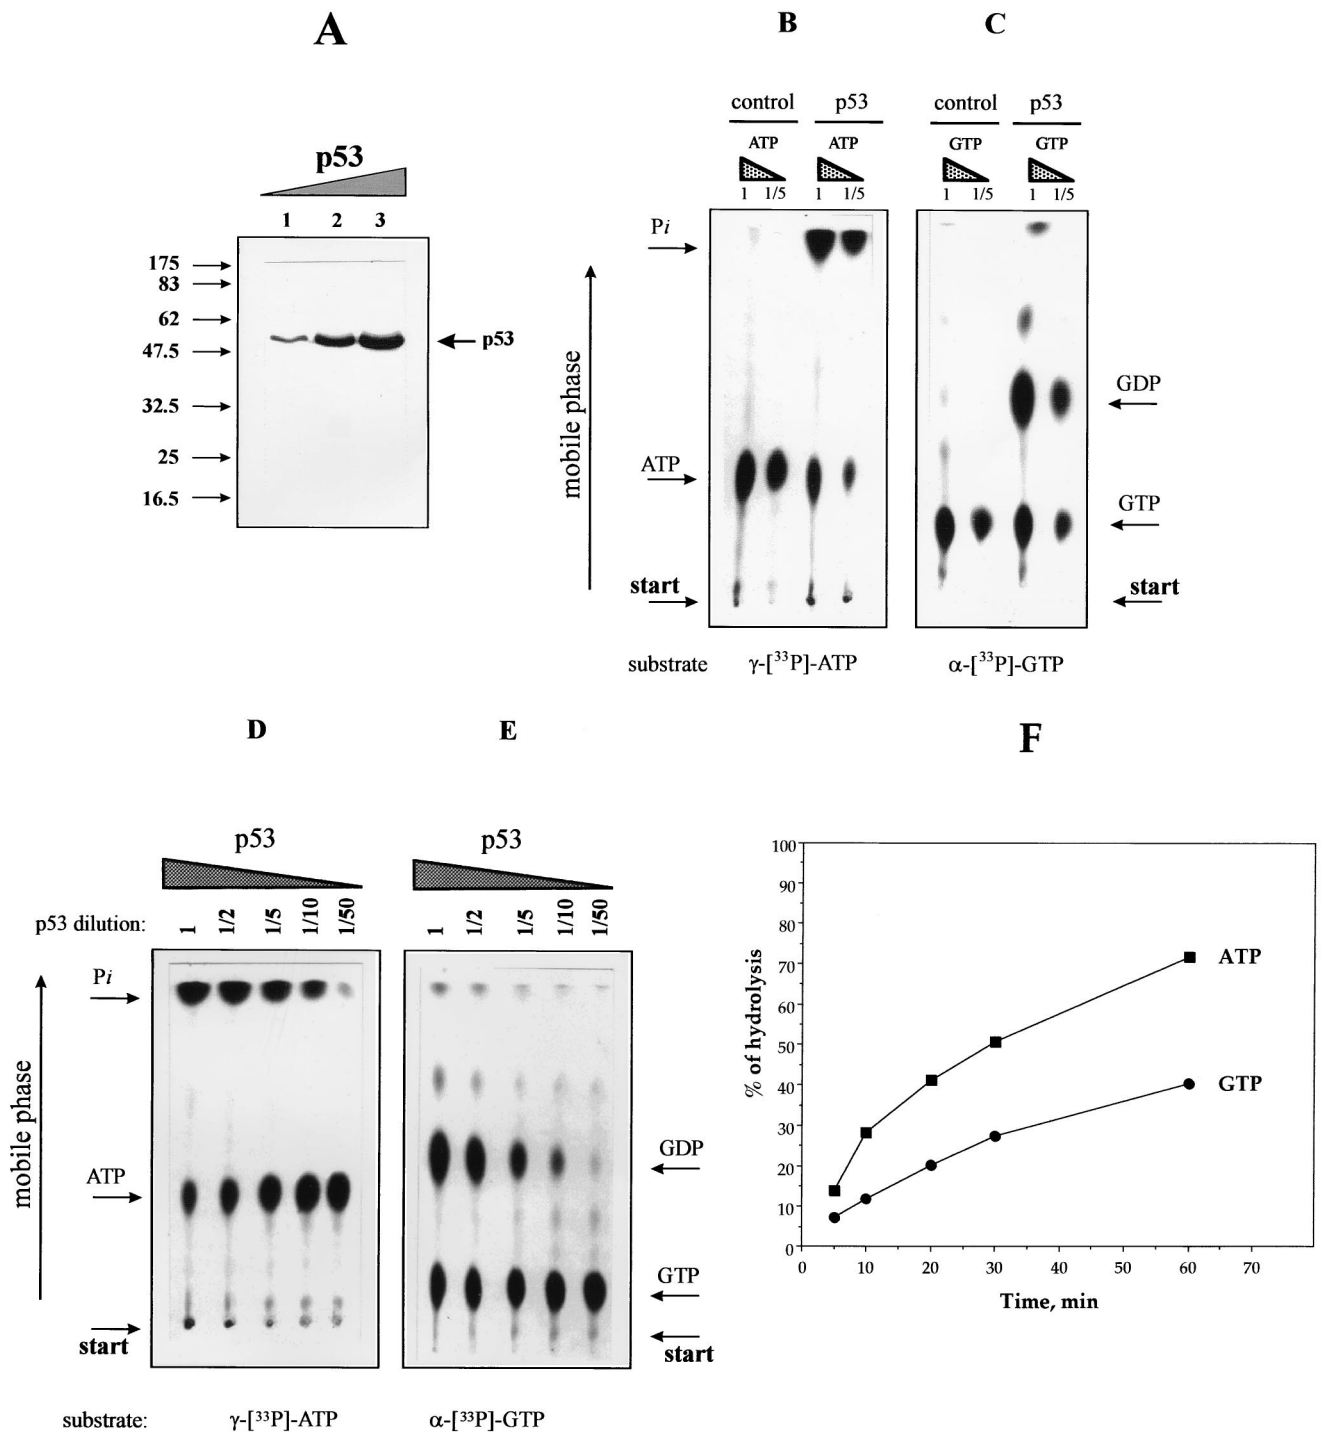 A
p53
1 2 3
175
83
62
47.5
32.5
25
16.5
p53
B
C
control p53
control p53
ATP ATP
GTP GTP
1 1/5 1 1/5
1 1/5 1 1/5
Pi
mobile phase
ATP
start
GDP
GTP
start
substrate γ-[³³P]-ATP
α-[³³P]-GTP
D
E
p53
p53
p53 dilution: 1 1/2 1/5 1/10 1/50
1 1/2 1/5 1/10 1/50
Pi
mobile phase
ATP
start
GDP
GTP
start
substrate: γ-[³³P]-ATP
α-[³³P]-GTP
F
% of hydrolysis
100
90
80
70
60
50
40
30
20
10
0
ATP
GTP
0 10 20 30 40 50 60 70
Time, min